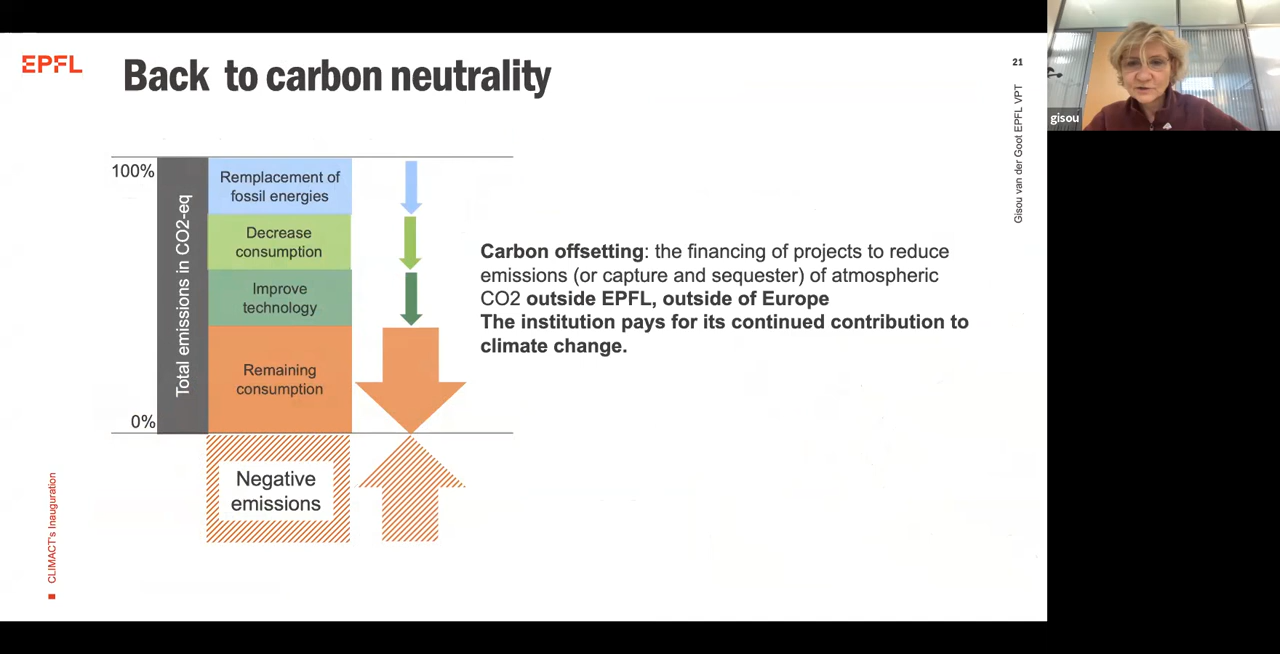 EPFL
Back to carbon neutrality
21
Gisou van der Goot EPFL VPT
gisou
100%
0%
Total emissions in CO2-eq
Remplacement of
fossil energies
Decrease
consumption
Improve
technology
Remaining
consumption
Negative
emissions
Carbon offsetting: the financing of projects to reduce
emissions (or capture and sequester) of atmospheric
CO2 outside EPFL, outside of Europe
The institution pays for its continued contribution to
climate change.
CLIMACT's Inauguration